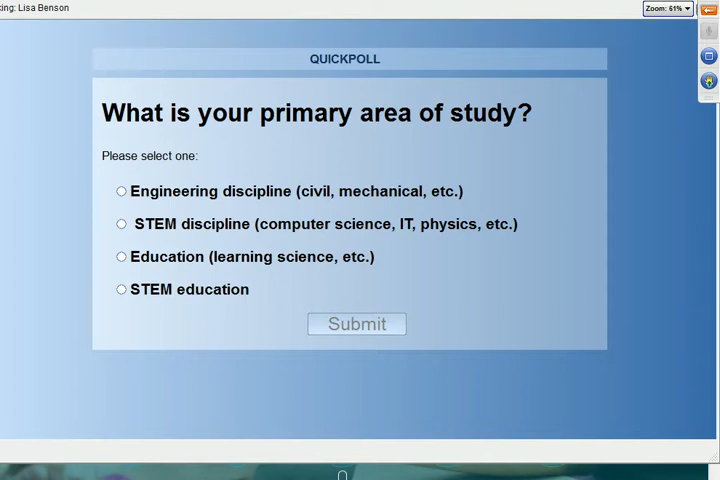 king: Lisa Benson
Zoom: 61%
QUICKPOLL
What is your primary area of study?
Please select one:
Engineering discipline (civil, mechanical, etc.)
STEM discipline (computer science, IT, physics, etc.)
Education (learning science, etc.)
STEM education
Submit